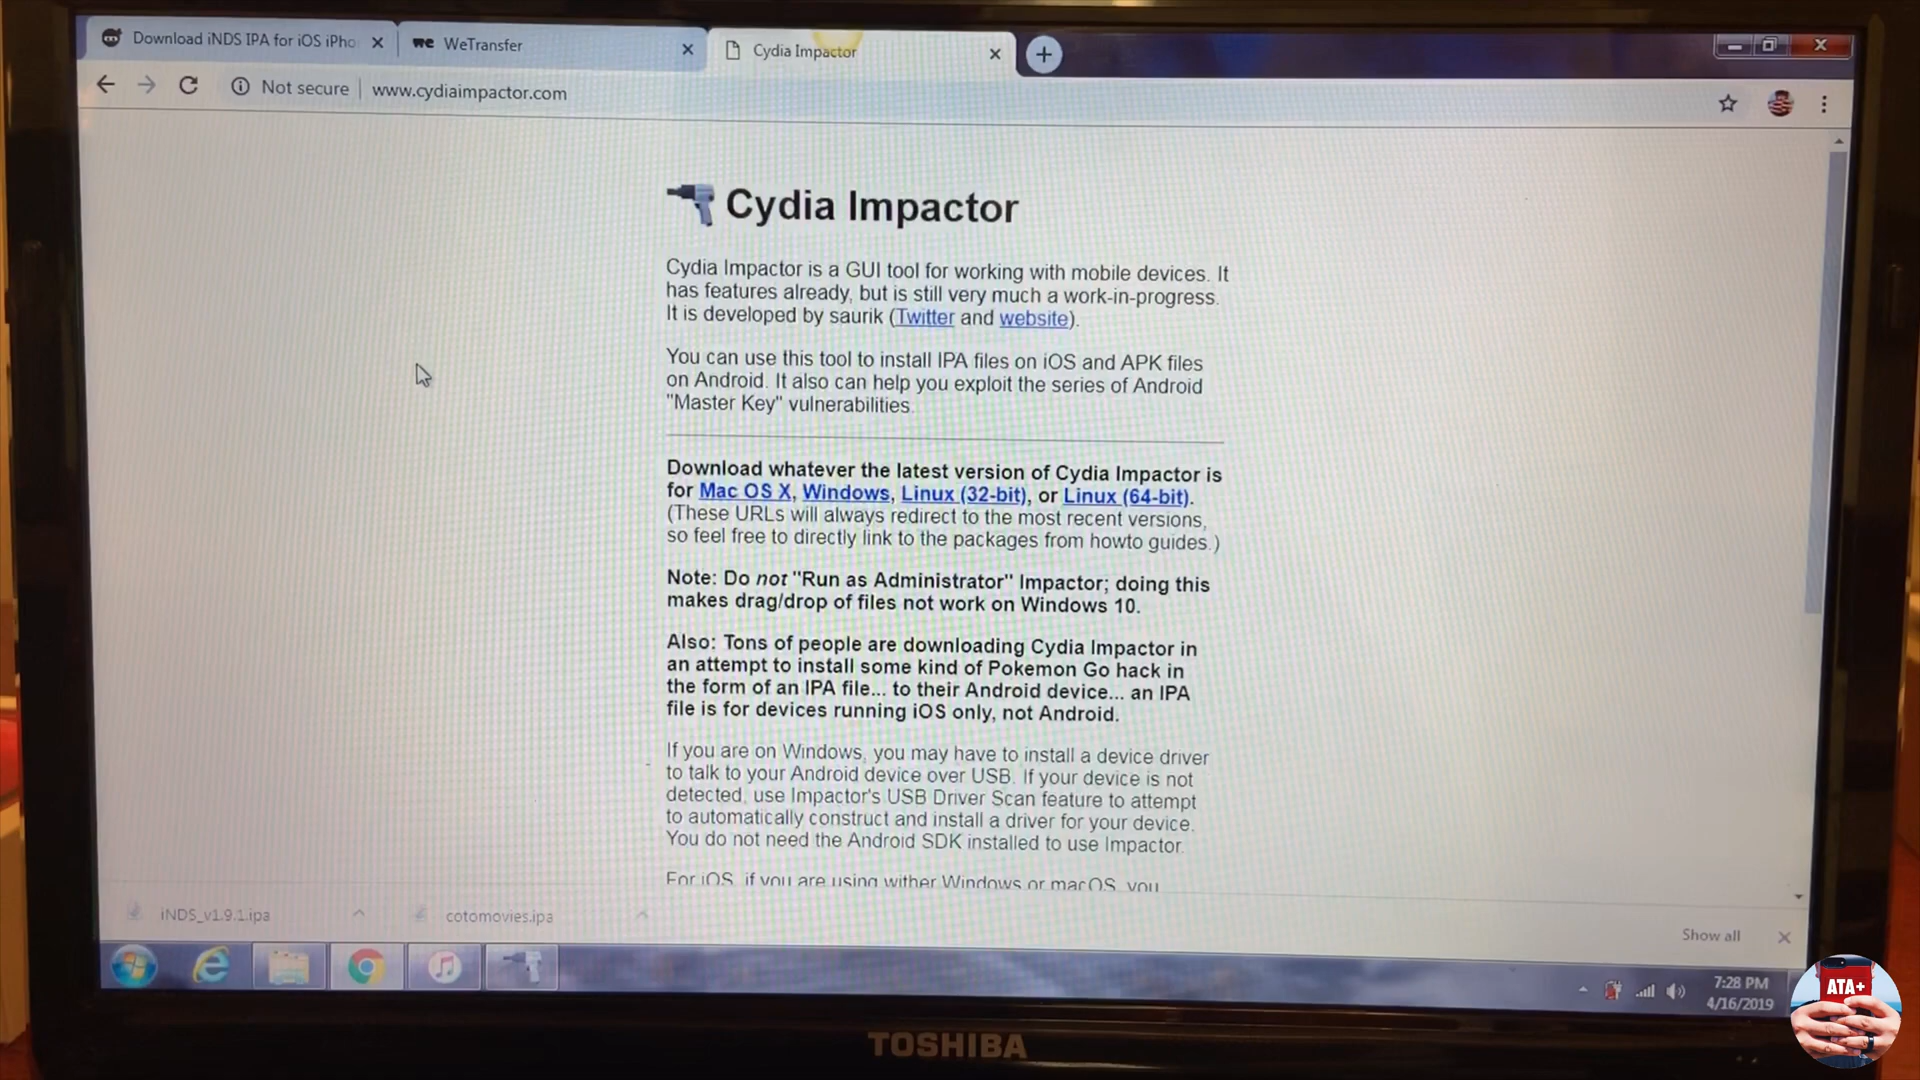 Download iNDS IPA for iOS iPho
we WeTransfer
Cydia Impactor
Not secure
www.cydiaimpactor.com
Cydia Impactor
Cydia Impactor is a GUI tool for working with mobile devices. It
has features already, but is still very much a work-in-progress.
It is developed by saurik (Twitter and website).
You can use this tool to install IPA files on iOS and APK files
on Android. It also can help you exploit the series of Android
"Master Key" vulnerabilities.
Download whatever the latest version of Cydia Impactor is
for Mac OS X, Windows, Linux (32-bit), or Linux (64-bit).
(These URLs will always redirect to the most recent versions,
so feel free to directly link to the packages from howto guides.)
Note: Do not "Run as Administrator" Impactor; doing this
makes drag/drop of files not work on Windows 10.
Also: Tons of people are downloading Cydia Impactor in
an attempt to install some kind of Pokemon Go hack in
the form of an IPA file... to their Android device... an IPA
file is for devices running iOS only, not Android.
If you are on Windows, you may have to install a device driver
to talk to your Android device over USB. If your device is not
detected, use Impactor's USB Driver Scan feature to attempt
to automatically construct and install a driver for your device.
You do not need the Android SDK installed to use Impactor.
For iOS, if you are using wither Windows or macOS, you
iNDS_v1.9.1.ipa
cotomovies.ipa
Show all
7:28 PM
4/16/2019
ATA+
TOSHIBA